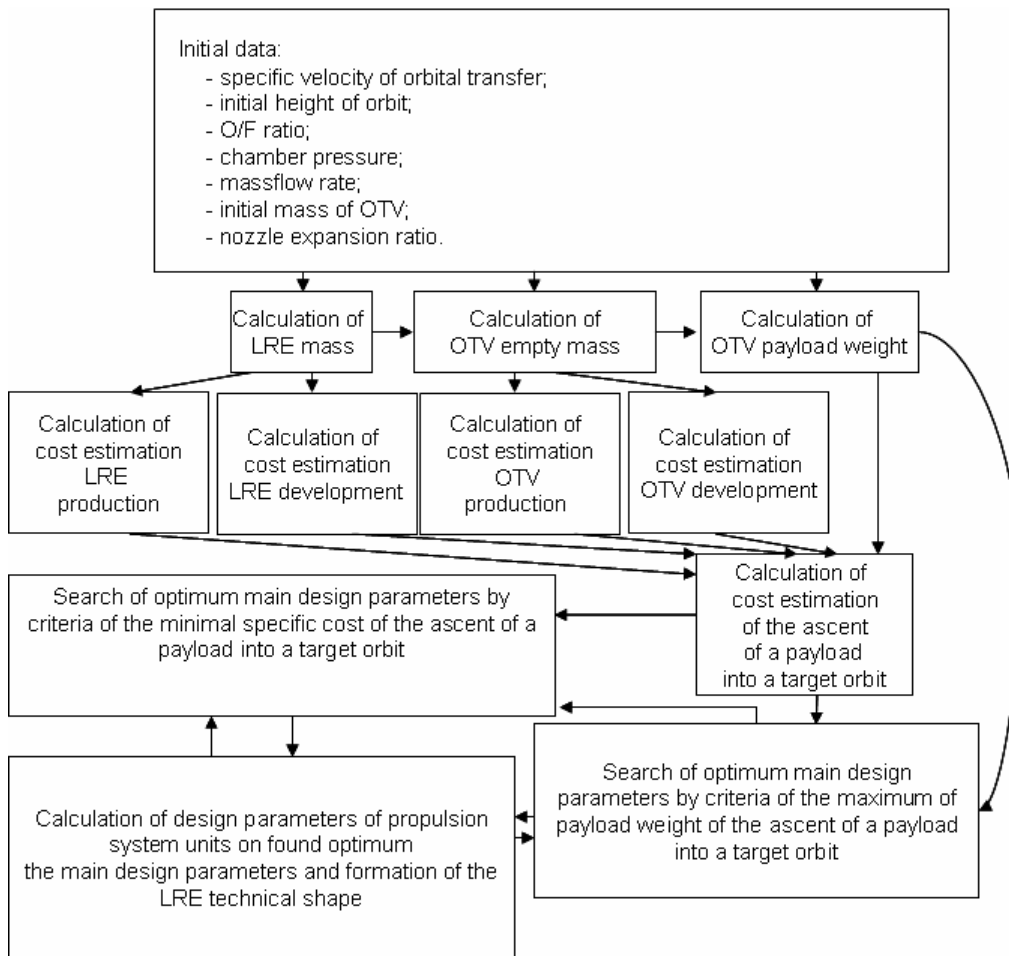 Initial data:
- specific velocity of orbital transfer;
- initial height of orbit;
- O/F ratio;
- chamber pressure;
- massflow rate;
- initial mass of OTV;
- nozzle expansion ratio.
Calculation of
LRE mass
Calculation of
OTV empty mass
Calculation of
OTV payload weight
Calculation of
cost estimation
LRE
production
Calculation of
cost estimation
LRE development
Calculation of
cost estimation
OTV
production
Calculation of
cost estimation
OTV development
Calculation of
cost estimation
of the ascent
of a payload
into a target orbit
Search of optimum main design parameters by
criteria of the minimal specific cost of the ascent of a
payload into a target orbit
Search of optimum main design
parameters by criteria of the maximum of
payload weight of the ascent of a payload
into a target orbit
Calculation of design parameters of propulsion
system units on found optimum
the main design parameters and formation of the
LRE technical shape